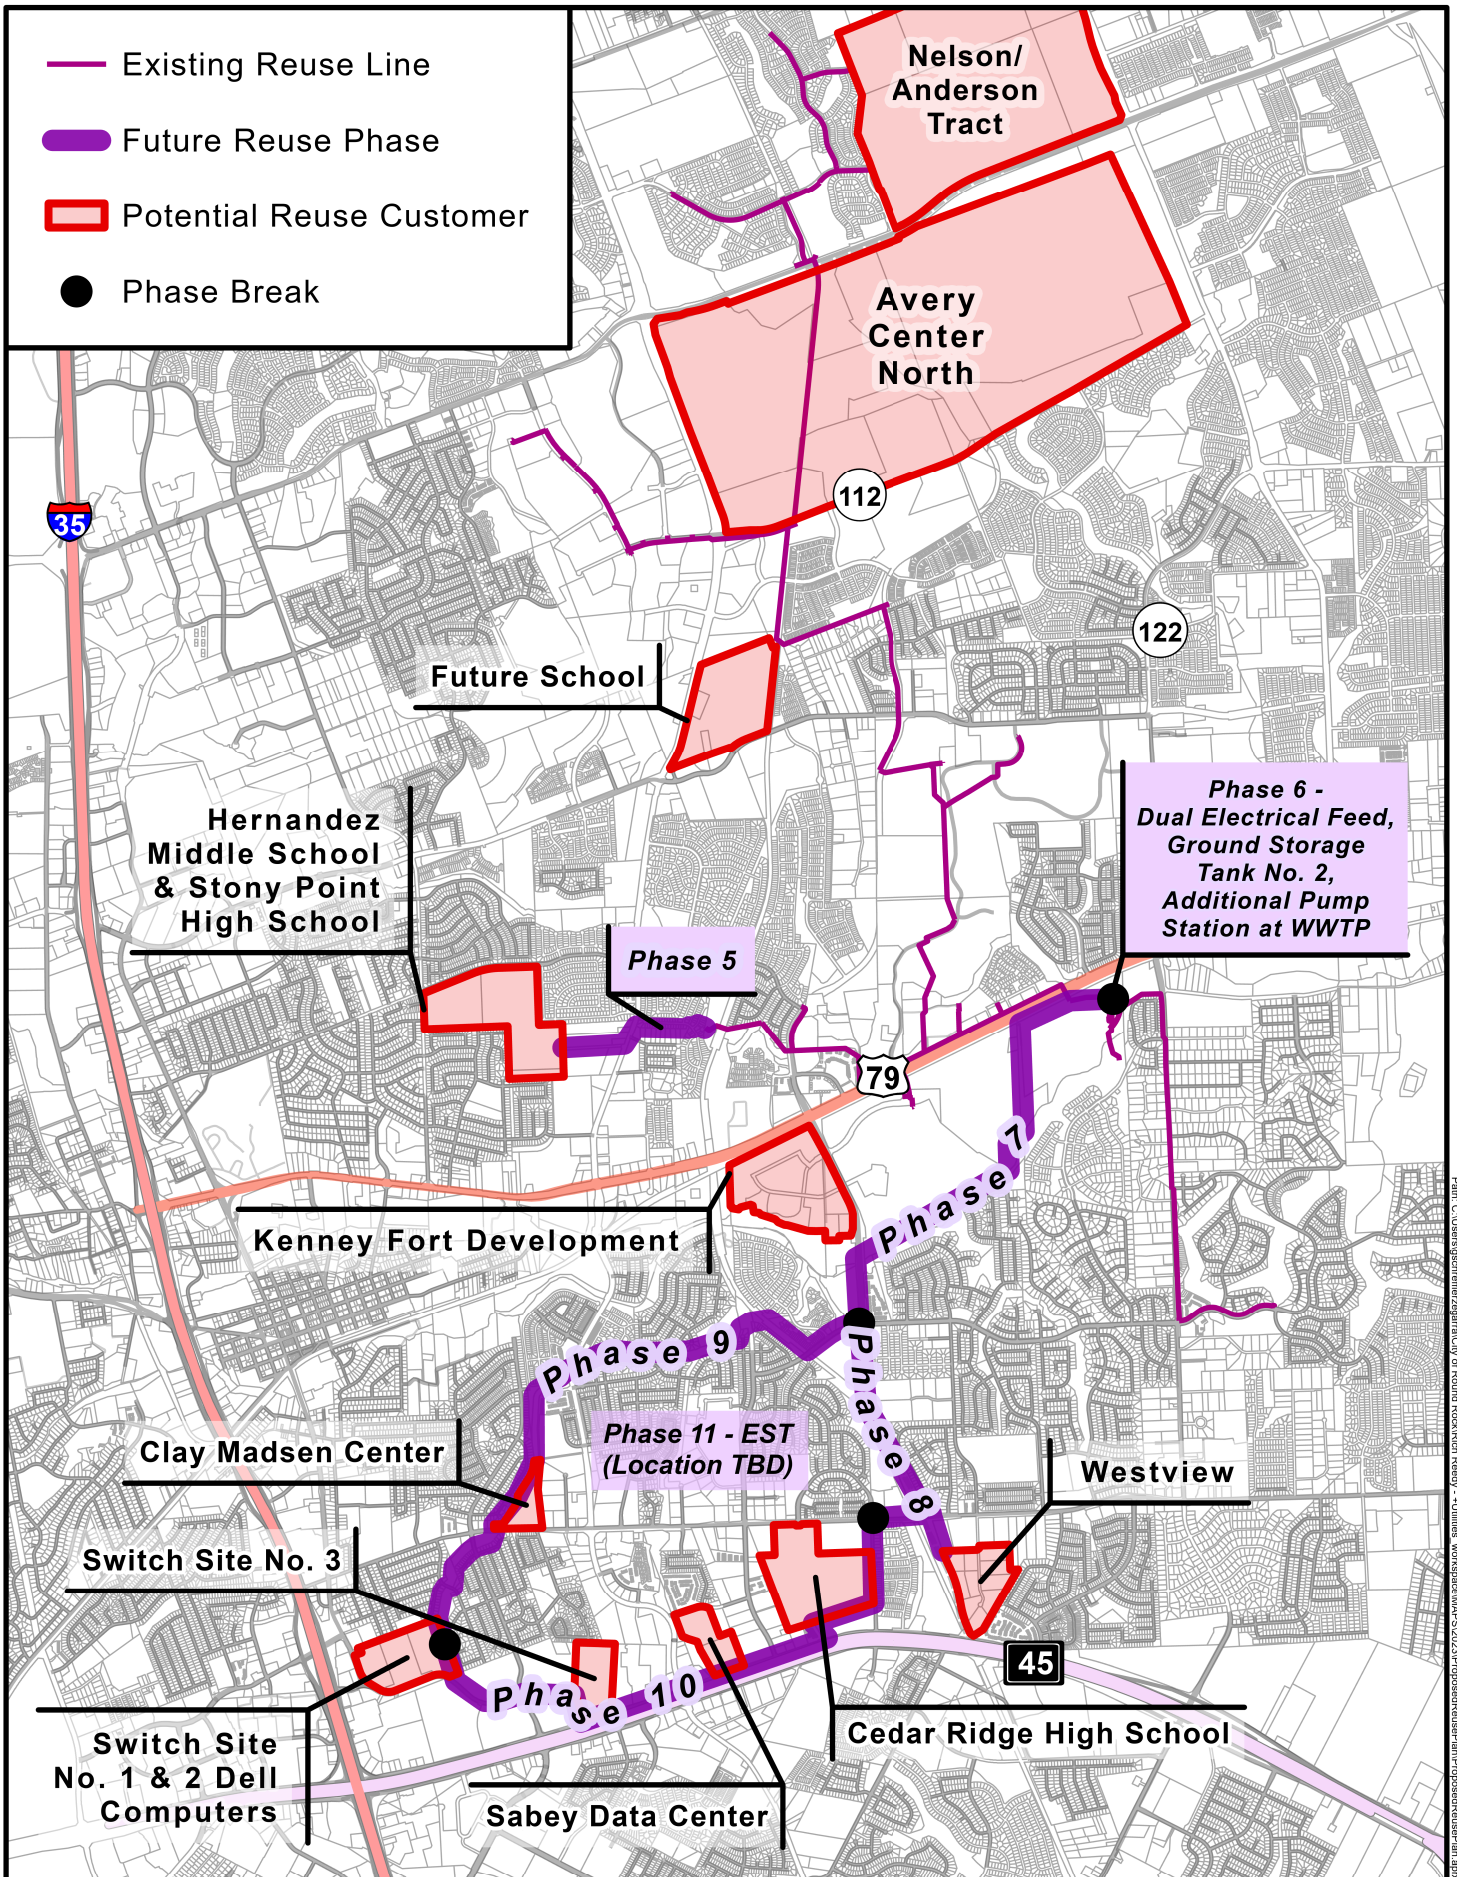 Existing Reuse Line
Future Reuse Phase
Potential Reuse Customer
Phase Break
Nelson/
Anderson
Tract
Avery
Center
North
112
35
122
Future School
Hernandez
Middle School
& Stony Point
High School
Phase 6 -
Dual Electrical Feed,
Ground Storage
Tank No. 2,
Additional Pump
Station at WWTP
Phase 5
79
Phase 7
Kenney Fort Development
Phase 9
Phase 8
Phase 11 - EST
(Location TBD)
Clay Madsen Center
Westview
Switch Site No. 3
45
Phase 10
Cedar Ridge High School
Switch Site
No. 1 & 2 Dell
Computers
Sabey Data Center